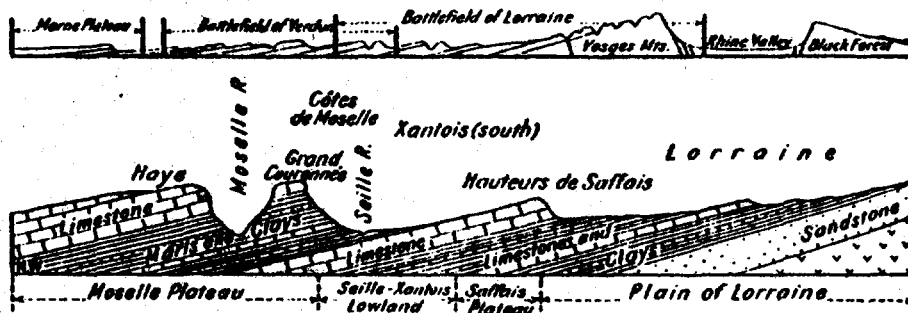 Marne Plateau
Battlefield of Verdun
Battlefield of Lorraine
Vosges Mts.
Rhine Valley
Black Forest
Moselle R.
Côtes
de Moselle
Seille R.
Xantois (south)
Lorraine
Haye
Grand
Couronnée
Hauteurs de Saffais
Limestone
Marls and Clays
Limestone
Limestones and
Clays
Sandstone
Moselle Plateau
Seille-Xantois
Lowland
Saffais
Plateau
Plain of Lorraine